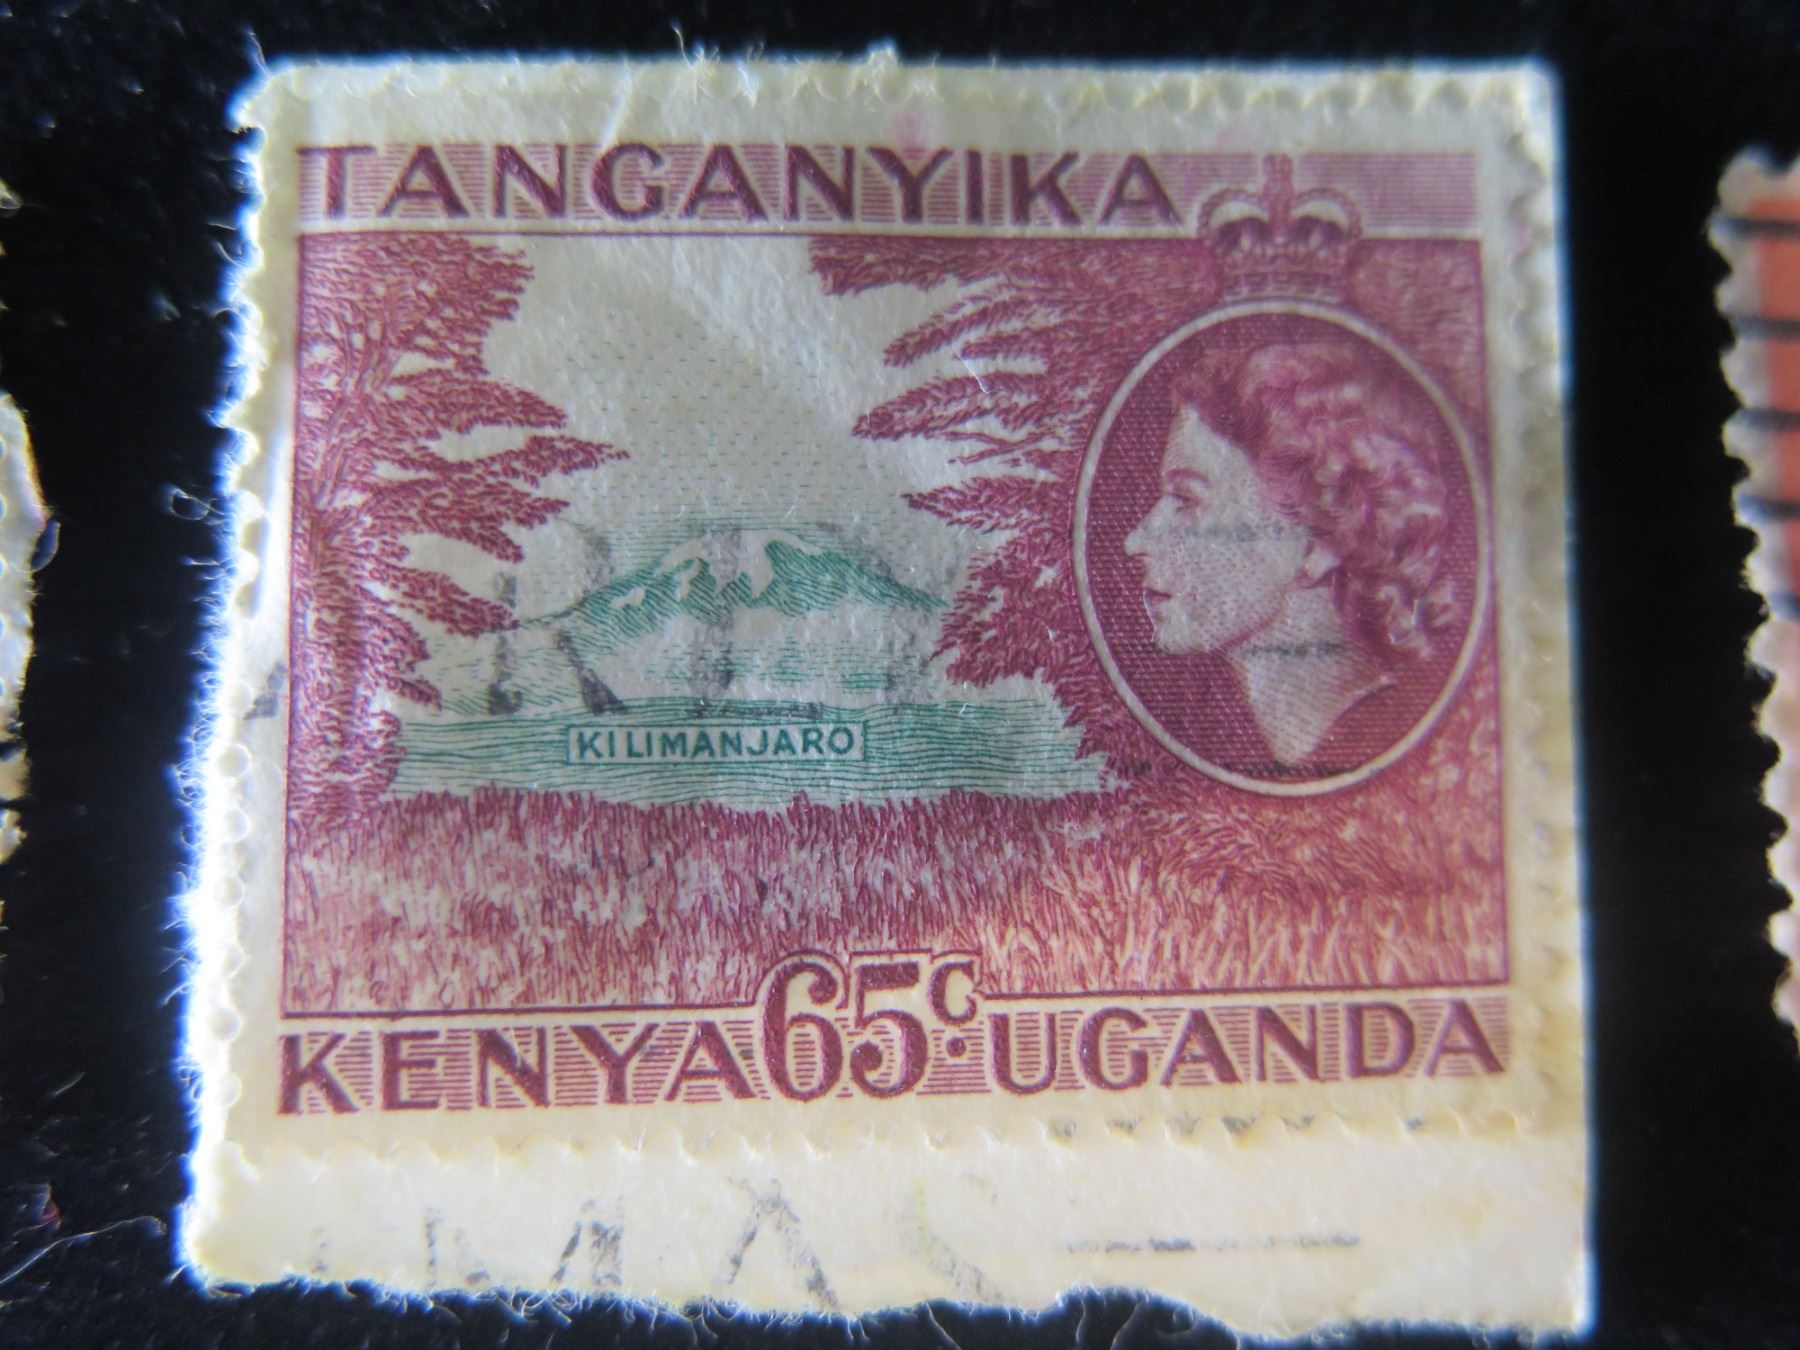 TANGANYIKA
KILIMANJARO
KENYA 65c. UGANDA